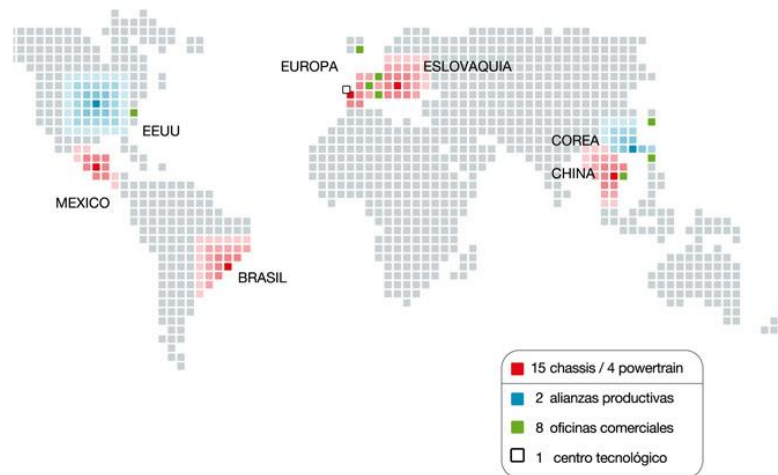 EUROPA
ESLOVAQUIA
EEUU
COREA
CHINA
MEXICO
BRASIL
15 chassis / 4 powertrain
2 alianzas productivas
8 oficinas comerciales
1 centro tecnológico